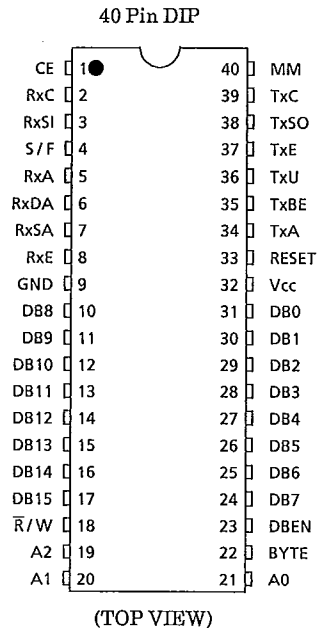 40 Pin DIP
CE 1 40 MM
RxC 2 39 TxC
RxSI 3 38 TxSO
S/F 4 37 TxE
RxA 5 36 TxU
RxDA 6 35 TxBE
RxSA 7 34 TxA
RxE 8 33 RESET
GND 9 32 Vcc
DB8 10 31 DB0
DB9 11 30 DB1
DB10 12 29 DB2
DB11 13 28 DB3
DB12 14 27 DB4
DB13 15 26 DB5
DB14 16 25 DB6
DB15 17 24 DB7
R̅/W 18 23 DBEN
A2 19 22 BYTE
A1 20 21 A0
(TOP VIEW)